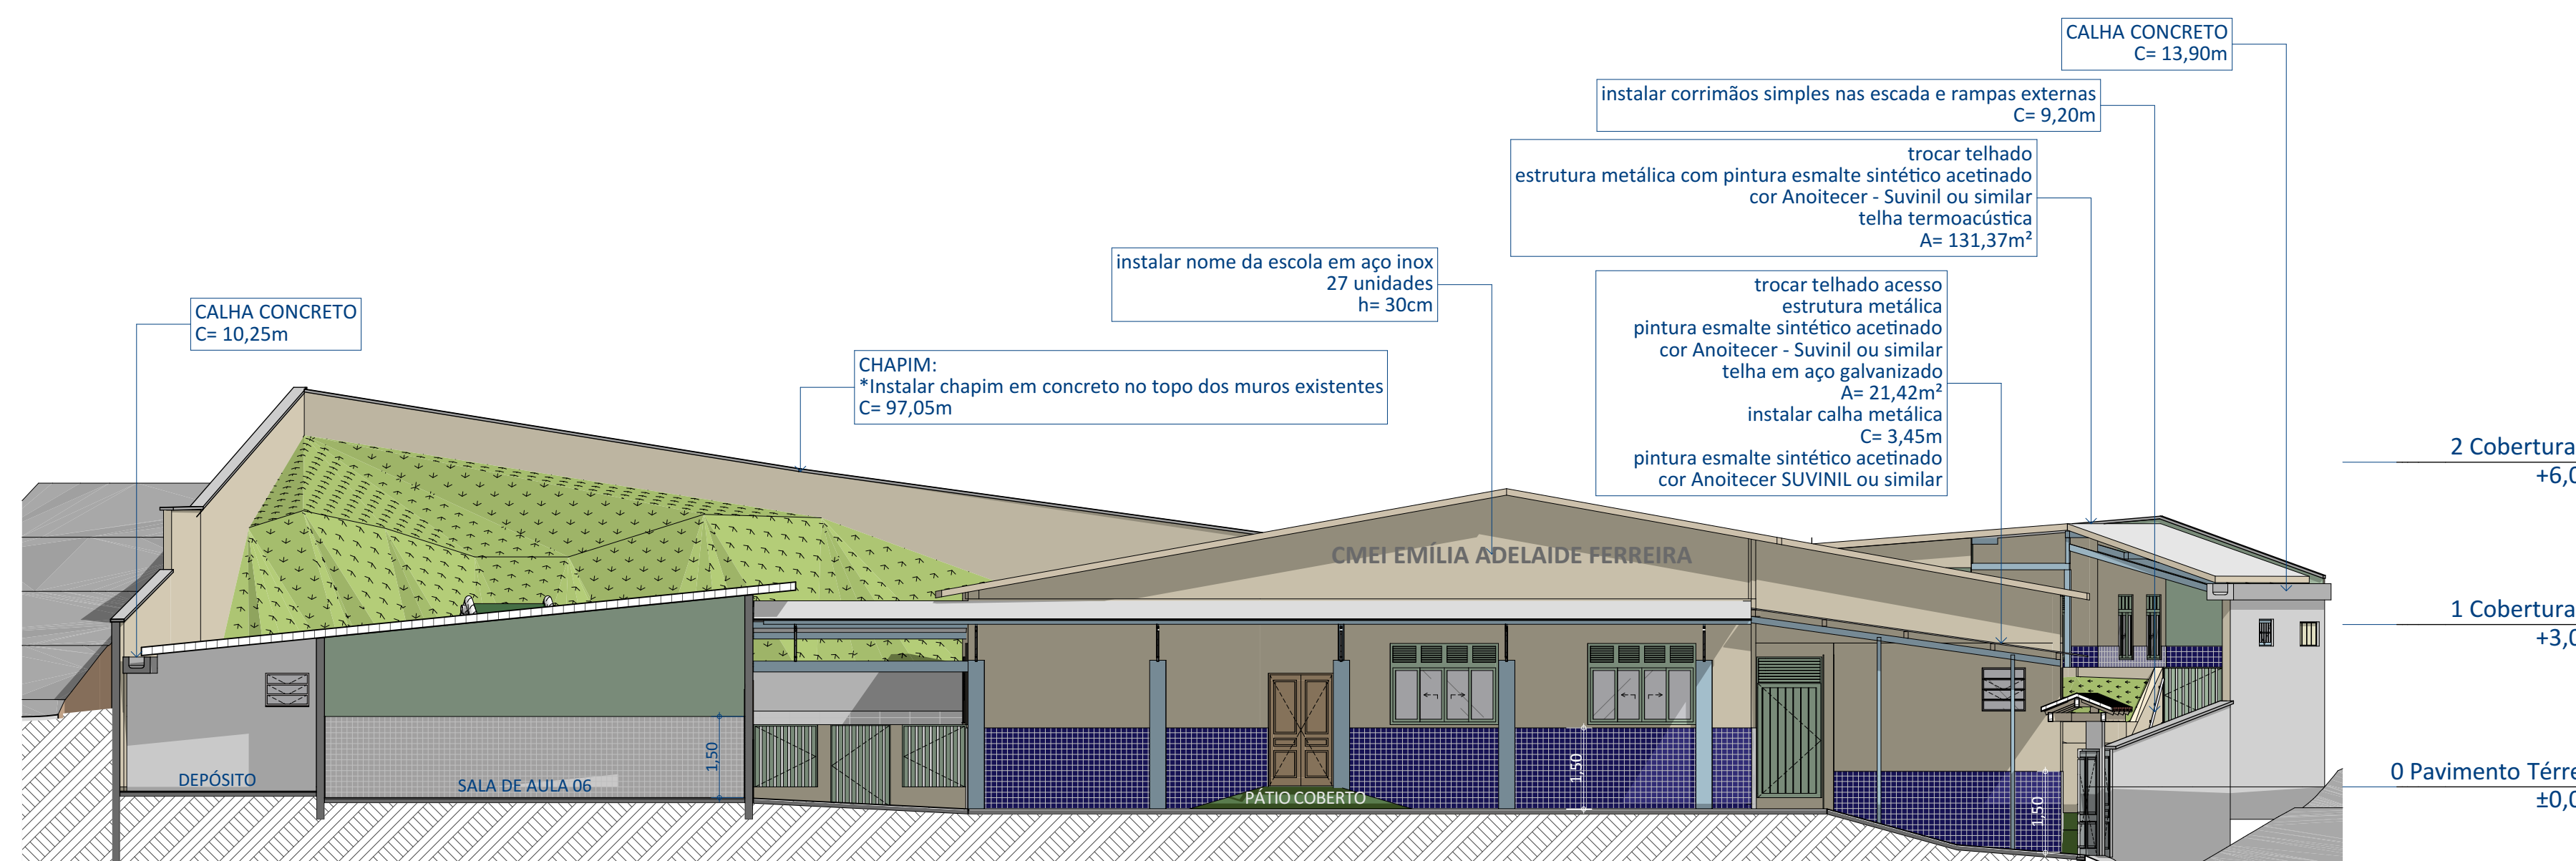 CALHA CONCRETO
C= 13,90m
instalar corrimãos simples nas escada e rampas externas
C= 9,20m
trocar telhado
estrutura metálica com pintura esmalte sintético acetinado
cor Anoitecer - Suvinil ou similar
telha termoacústica
A= 131,37m²
instalar nome da escola em aço inox
27 unidades
h= 30cm
trocar telhado acesso
estrutura metálica
pintura esmalte sintético acetinado
cor Anoitecer - Suvinil ou similar
telha em aço galvanizado
A= 21,42m²
instalar calha metálica
C= 3,45m
pintura esmalte sintético acetinado
cor Anoitecer SUVINIL ou similar
CALHA CONCRETO
C= 10,25m
CHAPIM:
*Instalar chapim em concreto no topo dos muros existentes
C= 97,05m
2 Cobertura
+6,0
CMEI EMÍLIA ADELAIDE FERREIRA
1 Cobertura
+3,0
1,50
1,50
1,50
DEPÓSITO
SALA DE AULA 06
PÁTIO COBERTO
0 Pavimento Térre
±0,0